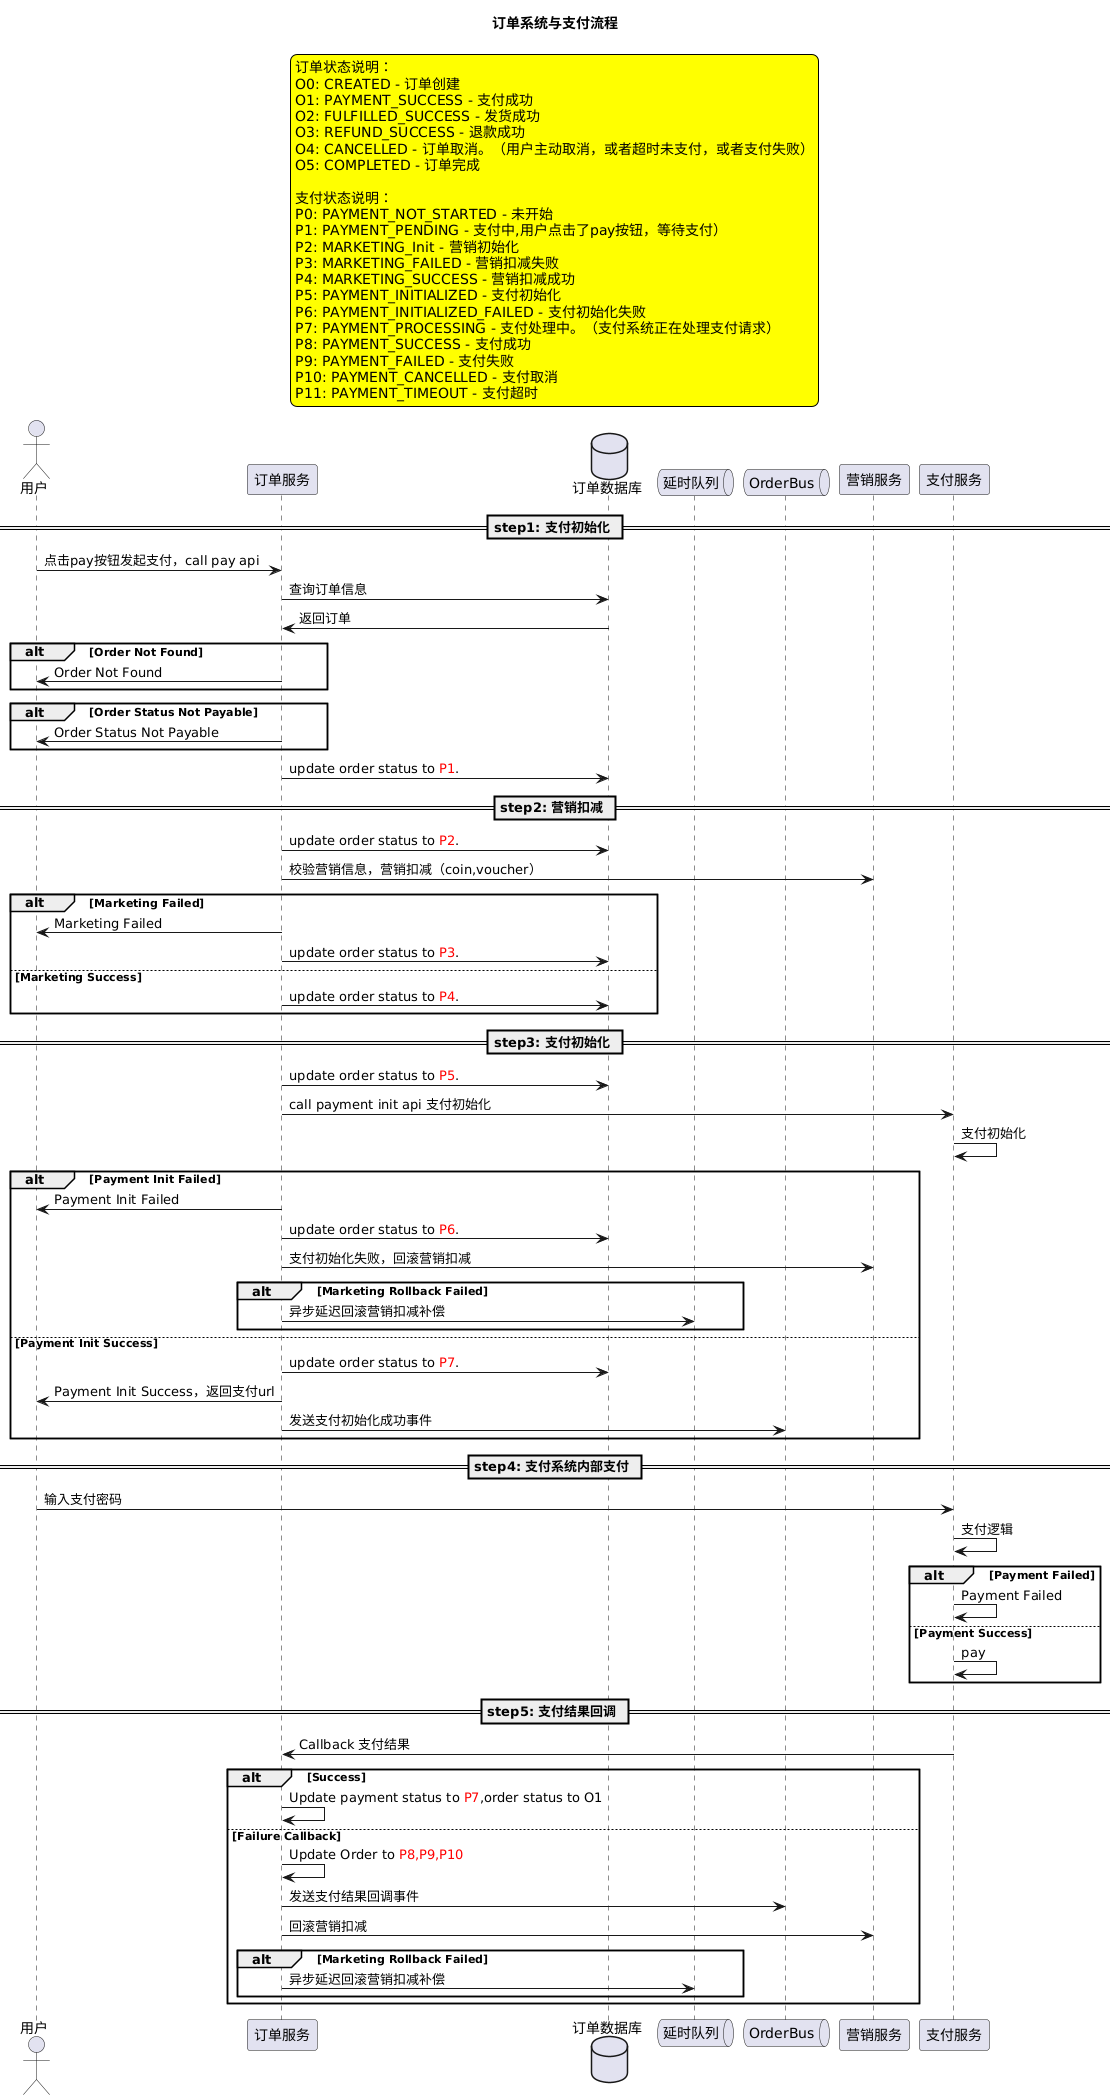 订单系统与支付流程
订单状态说明：
O0: CREATED - 订单创建
O1: PAYMENT_SUCCESS - 支付成功
O2: FULFILLED_SUCCESS - 发货成功
O3: REFUND_SUCCESS - 退款成功
O4: CANCELLED - 订单取消。（用户主动取消，或者超时未支付，或者支付失败）
O5: COMPLETED - 订单完成
支付状态说明：
P0: PAYMENT_NOT_STARTED - 未开始
P1: PAYMENT_PENDING - 支付中,用户点击了pay按钮，等待支付）
P2: MARKETING_Init - 营销初始化
P3: MARKETING_FAILED - 营销扣减失败
P4: MARKETING_SUCCESS - 营销扣减成功
P5: PAYMENT_INITIALIZED - 支付初始化
P6: PAYMENT_INITIALIZED_FAILED - 支付初始化失败
P7: PAYMENT_PROCESSING - 支付处理中。（支付系统正在处理支付请求）
P8: PAYMENT_SUCCESS - 支付成功
P9: PAYMENT_FAILED - 支付失败
P10: PAYMENT_CANCELLED - 支付取消
P11: PAYMENT_TIMEOUT - 支付超时
用户 订单服务 订单数据库 延时队列 OrderBus 营销服务 支付服务
step1: 支付初始化
点击pay按钮发起支付，call pay api
查询订单信息
返回订单
alt [Order Not Found]
Order Not Found
alt [Order Status Not Payable]
Order Status Not Payable
update order status to P1.
step2: 营销扣减
update order status to P2.
校验营销信息，营销扣减（coin,voucher）
alt [Marketing Failed]
Marketing Failed
update order status to P3.
[Marketing Success]
update order status to P4.
step3: 支付初始化
update order status to P5.
call payment init api 支付初始化
支付初始化
alt [Payment Init Failed]
Payment Init Failed
update order status to P6.
支付初始化失败，回滚营销扣减
alt [Marketing Rollback Failed]
异步延迟回滚营销扣减补偿
[Payment Init Success]
update order status to P7.
Payment Init Success，返回支付url
发送支付初始化成功事件
step4: 支付系统内部支付
输入支付密码
支付逻辑
alt [Payment Failed]
Payment Failed
[Payment Success]
pay
step5: 支付结果回调
Callback 支付结果
alt [Success]
Update payment status to P7,order status to O1
[Failure Callback]
Update Order to P8,P9,P10
发送支付结果回调事件
回滚营销扣减
alt [Marketing Rollback Failed]
异步延迟回滚营销扣减补偿
用户 订单服务 订单数据库 延时队列 OrderBus 营销服务 支付服务